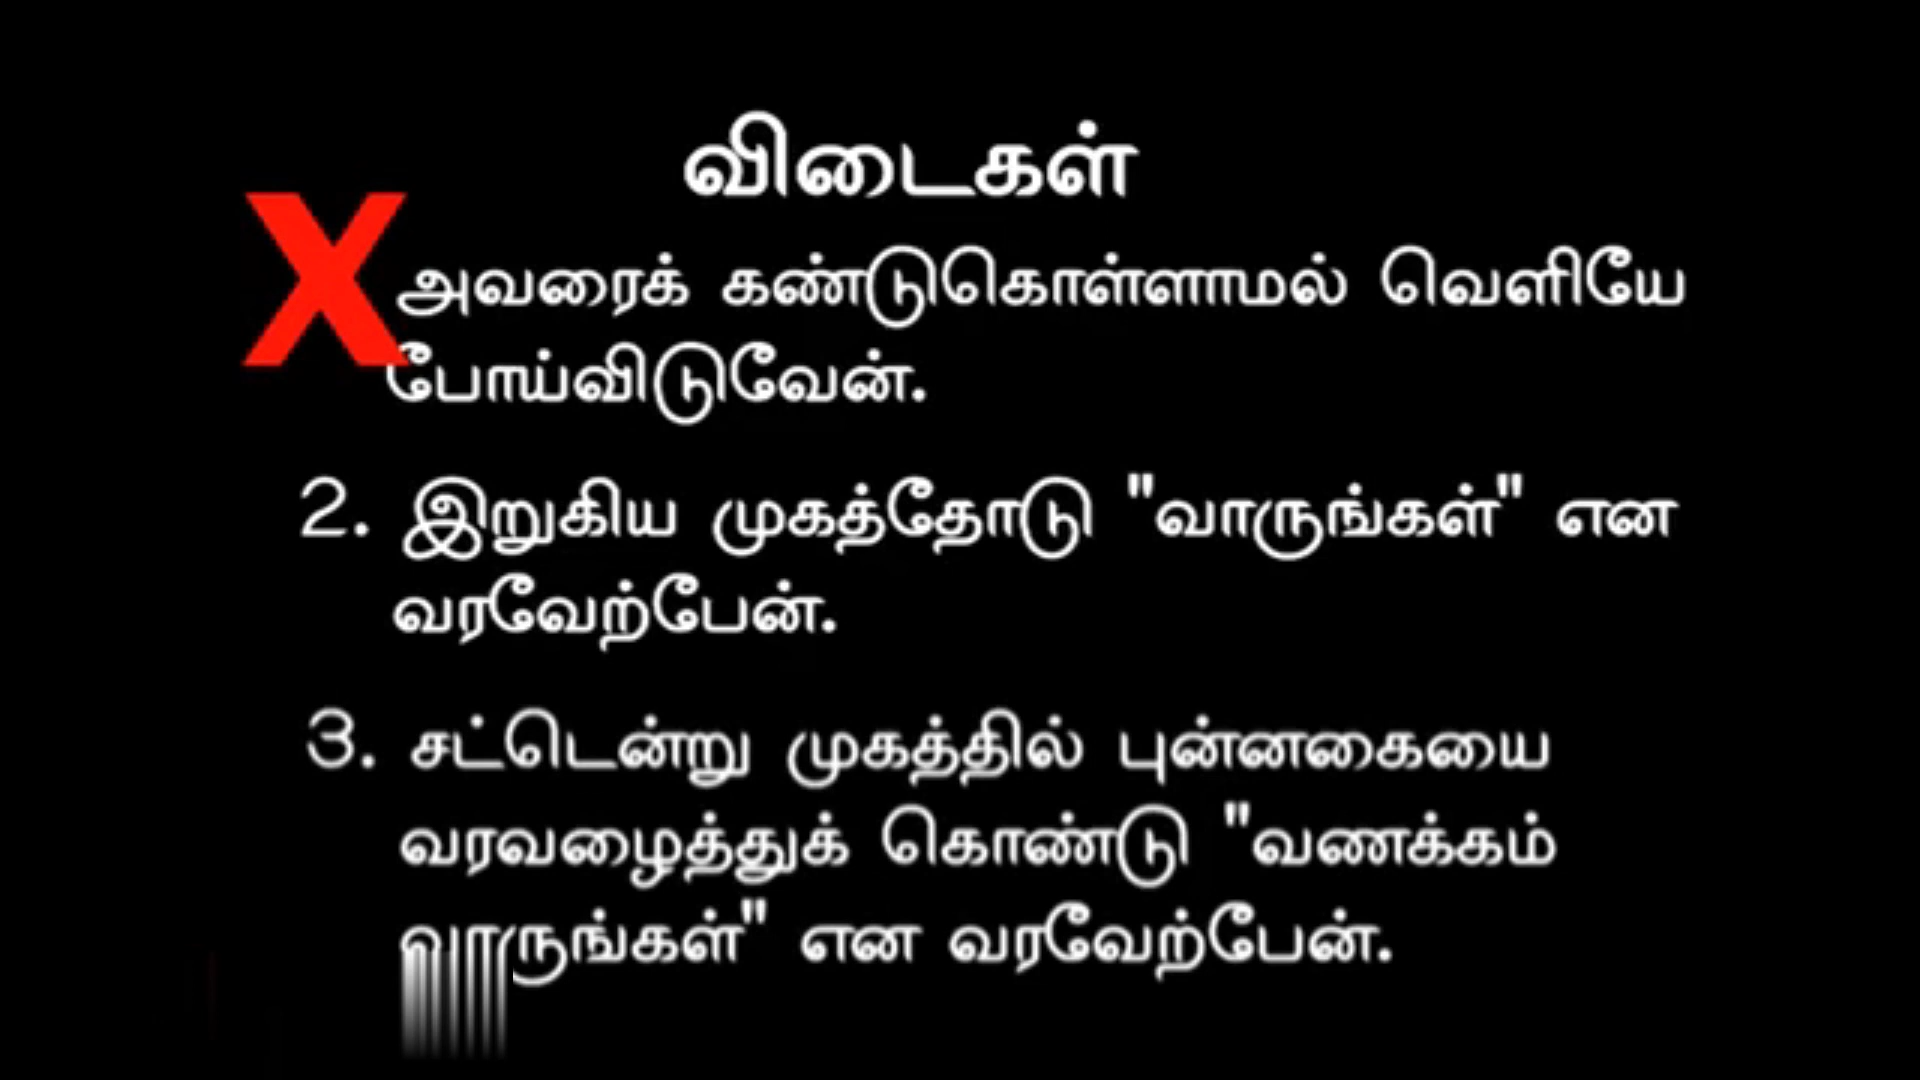 விடைகள்
X அவரைக் கண்டுகொள்ளாமல் வெளியே
போய்விடுவேன்.
2. இறுகிய முகத்தோடு "வாருங்கள்" என
வரவேற்பேன்.
3. சட்டென்று முகத்தில் புன்னகையை
வரவழைத்துக் கொண்டு "வணக்கம்
வாருங்கள்" என வரவேற்பேன்.